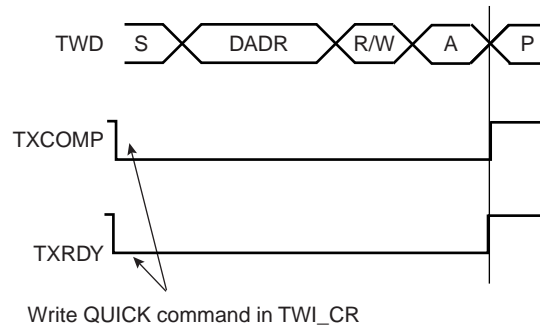 TWD S DADR R/W A P
TXCOMP
TXRDY
Write QUICK command in TWI_CR